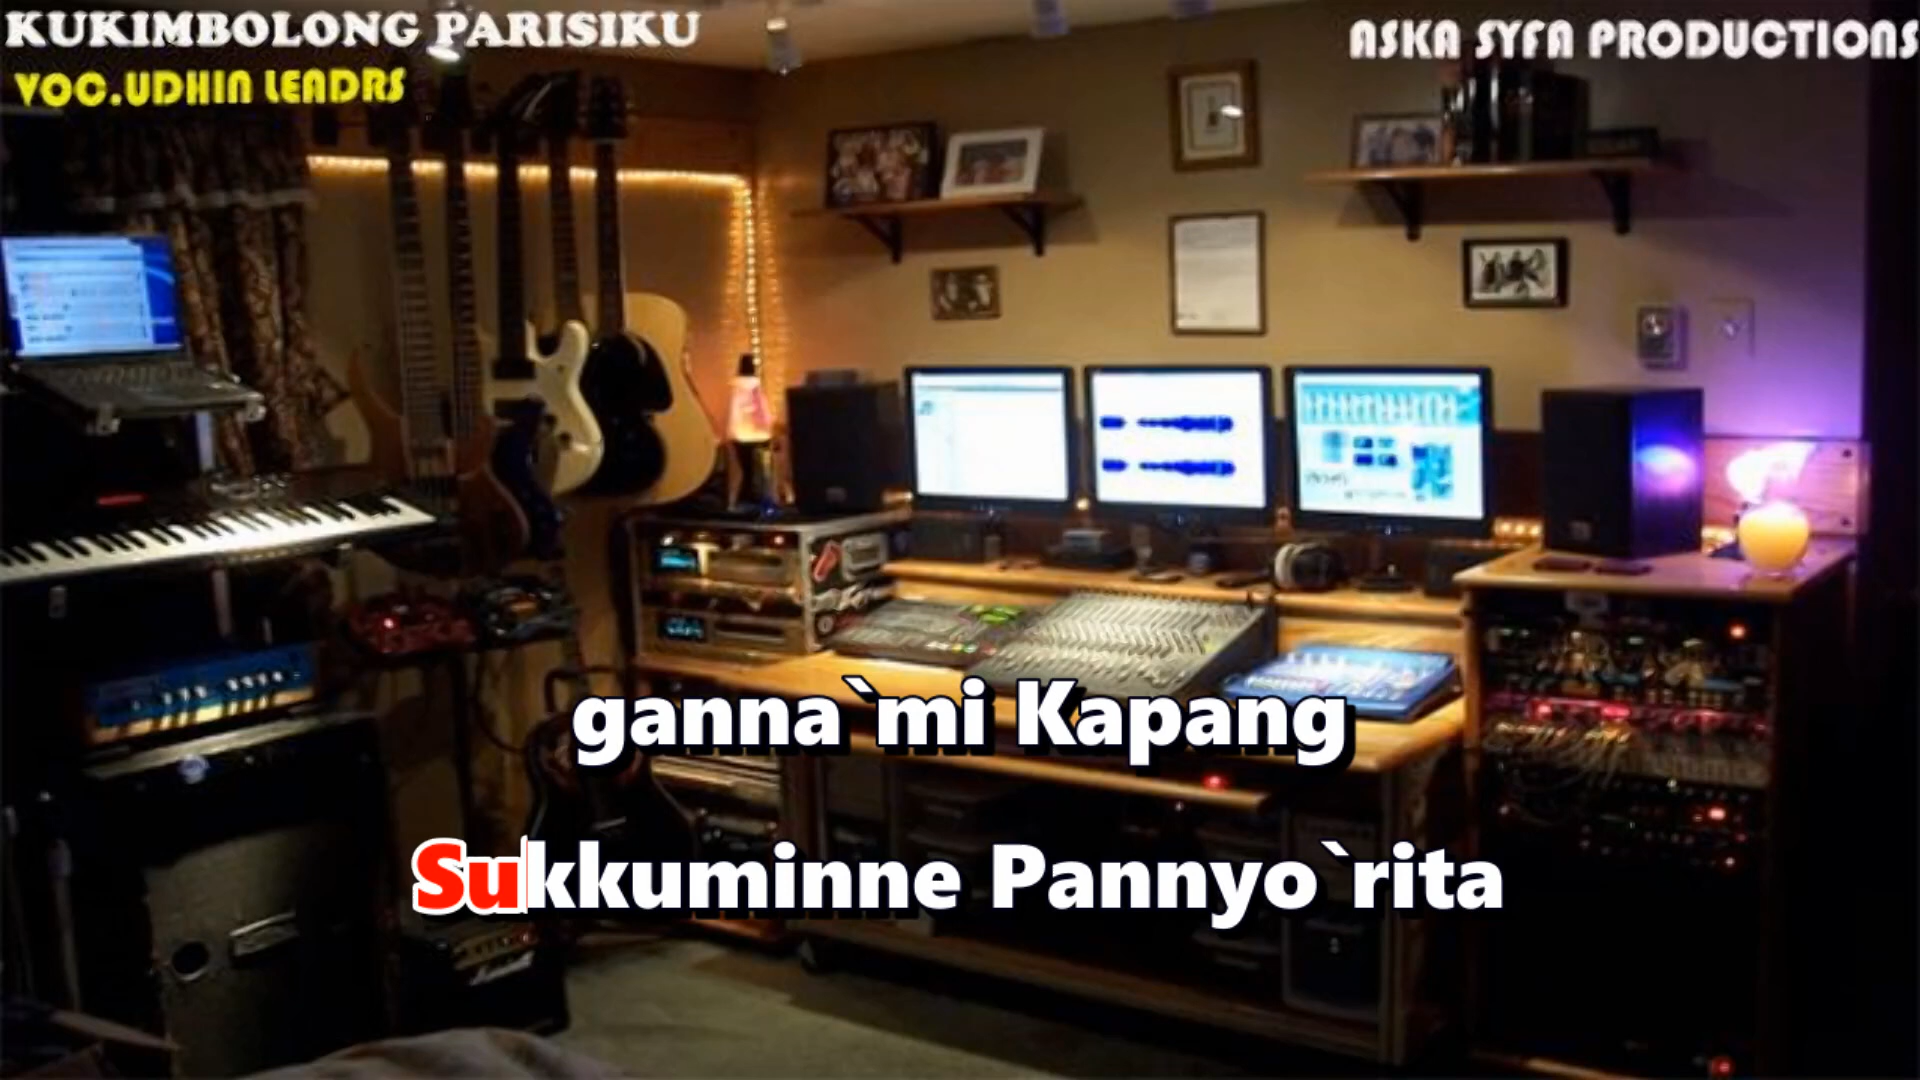 KUKIMBOLONG PARISIKU
VOC.UDHIN LEADRS
ASKA SYFA PRODUCTIONS
ganna`mi Kapang
Sukkuminne Pannyo`rita